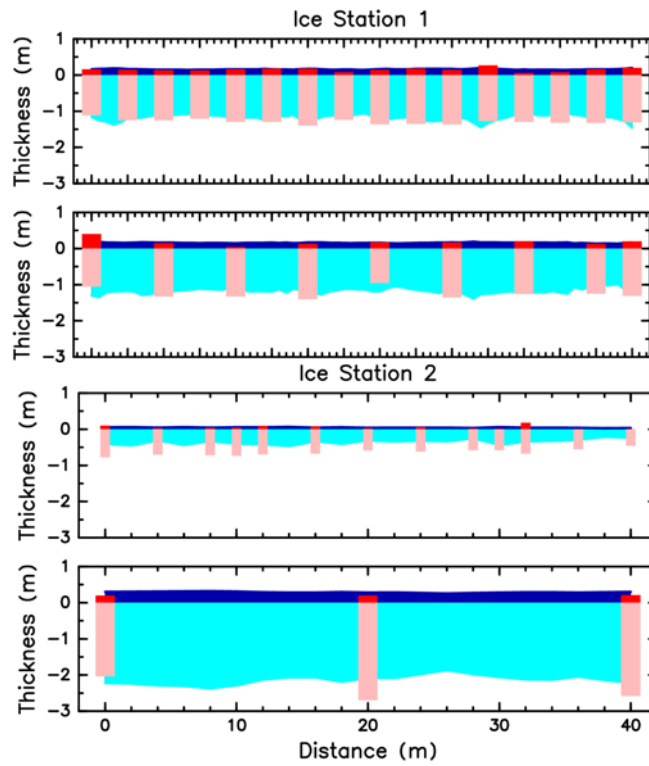 Ice Station 1
Thickness (m)
1
0
-1
-2
-3
Thickness (m)
1
0
-1
-2
-3
Ice Station 2
Thickness (m)
1
0
-1
-2
-3
Thickness (m)
1
0
-1
-2
-3
0 10 20 30 40
Distance (m)